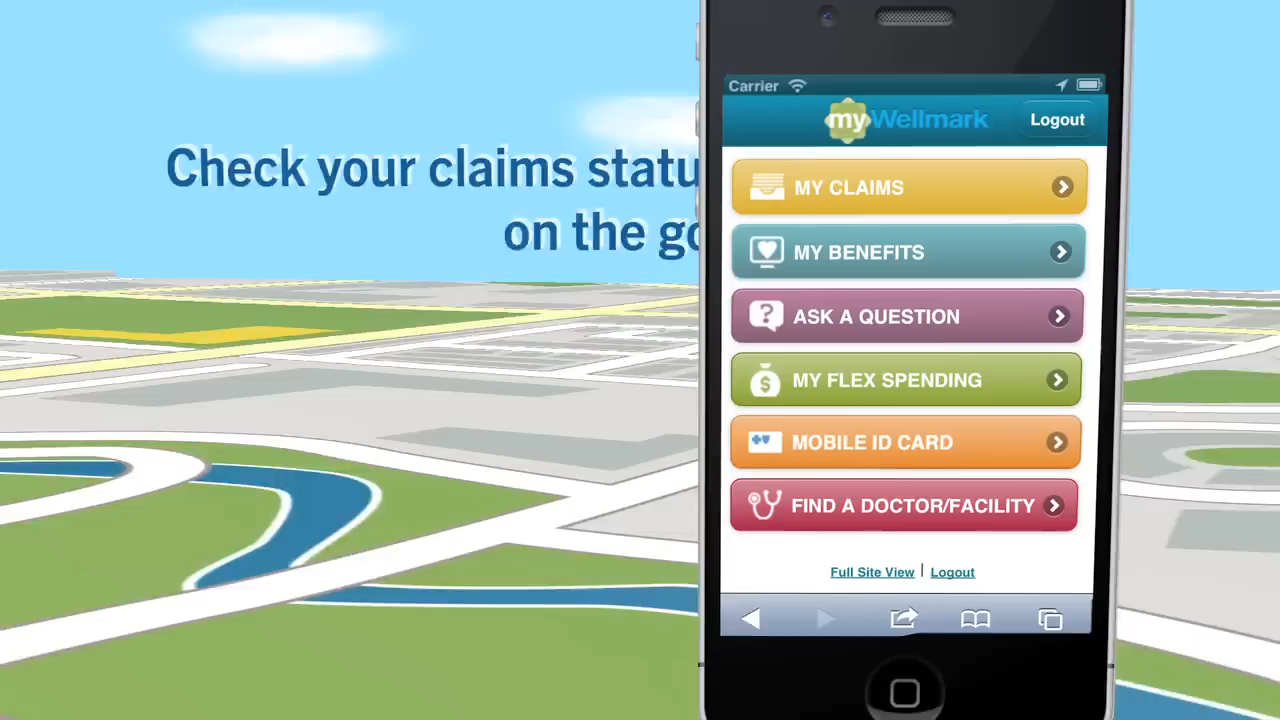 Check your claims statu
on the go
Carrier
myWellmark
Logout
MY CLAIMS
MY BENEFITS
? ASK A QUESTION
$ MY FLEX SPENDING
MOBILE ID CARD
FIND A DOCTOR/FACILITY
Full Site View | Logout